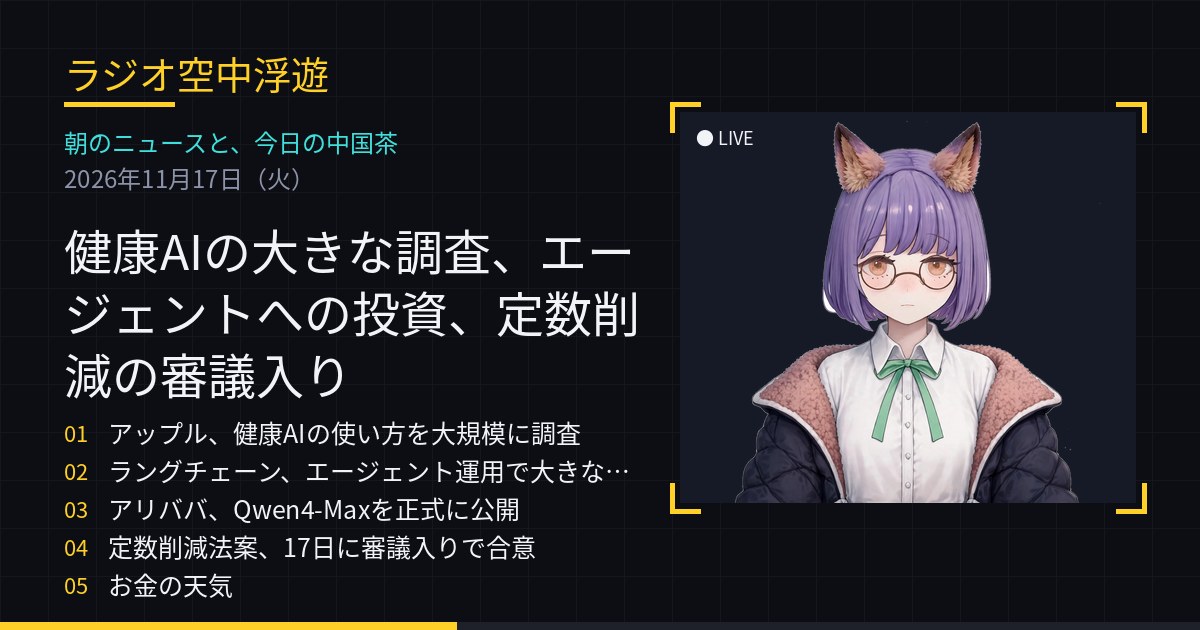 ラジオ空中浮遊
朝のニュースと、今日の中国茶
2026年11月17日（火）
健康AIの大きな調査、エー
ジェントへの投資、定数削
減の審議入り
01 アップル、健康AIの使い方を大規模に調査
02 ラングチェーン、エージェント運用で大きな…
03 アリババ、Qwen4-Maxを正式に公開
04 定数削減法案、17日に審議入りで合意
05 お金の天気
LIVE